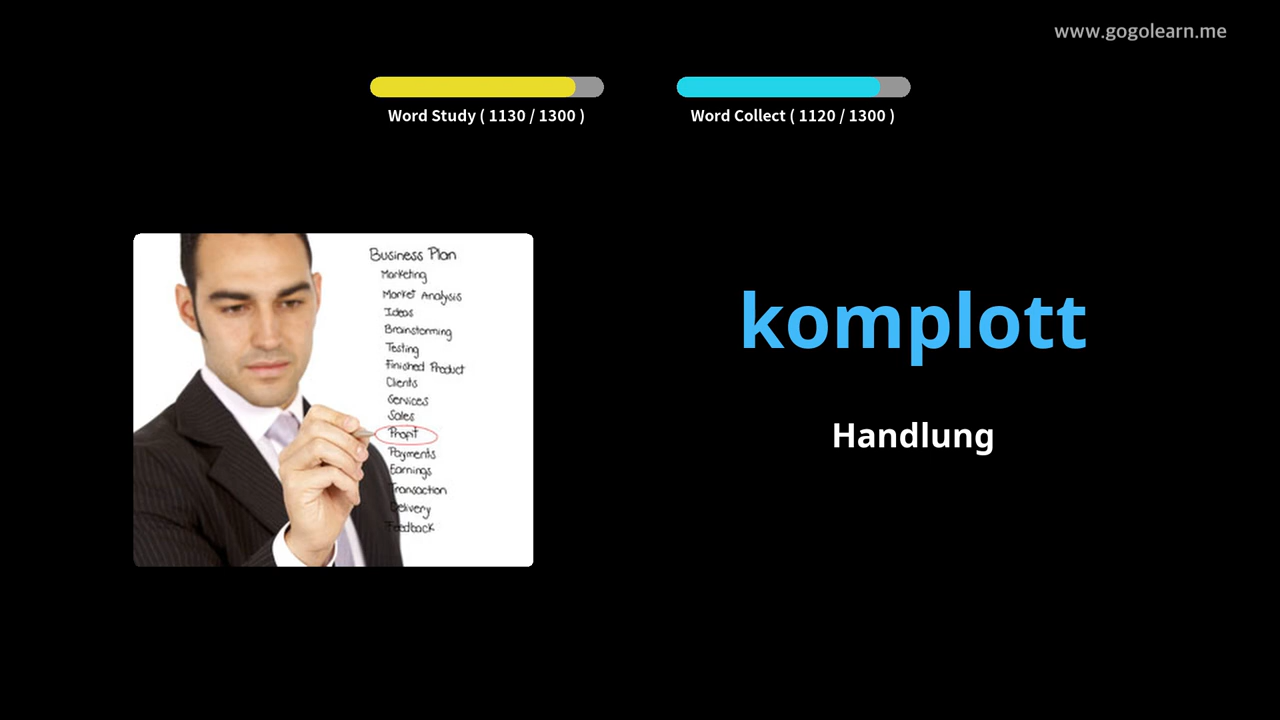 www.gogolearn.me
Word Study ( 1130 / 1300 )
Word Collect ( 1120 / 1300 )
Business Plan
Marketing
Market Analysis
Ideas
Brainstorming
Testing
Finished Product
Clients
Services
Sales
Profit
Payments
Earnings
Transaction
Delivery
Feedback
komplott
Handlung